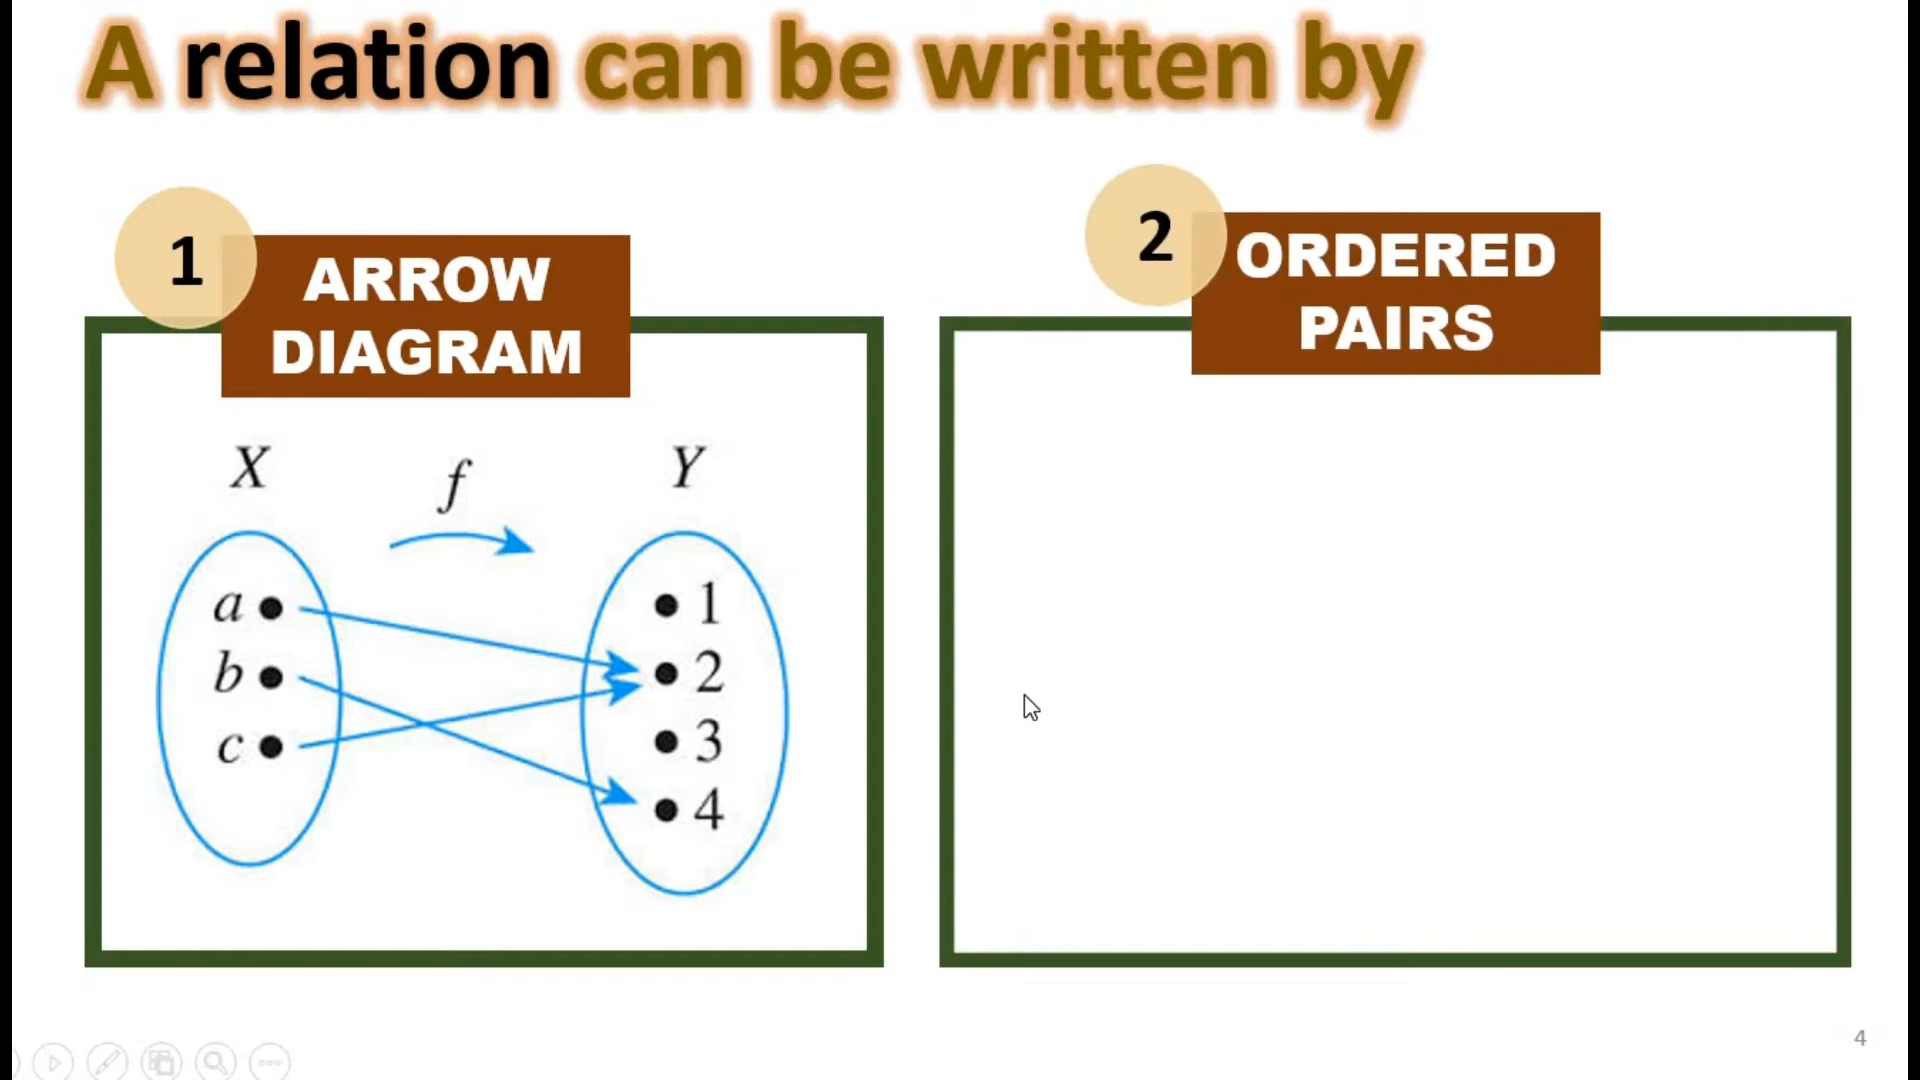 A relation can be written by
1
ARROW
DIAGRAM
2
ORDERED
PAIRS
X
f
Y
a
b
c
1
2
3
4
4